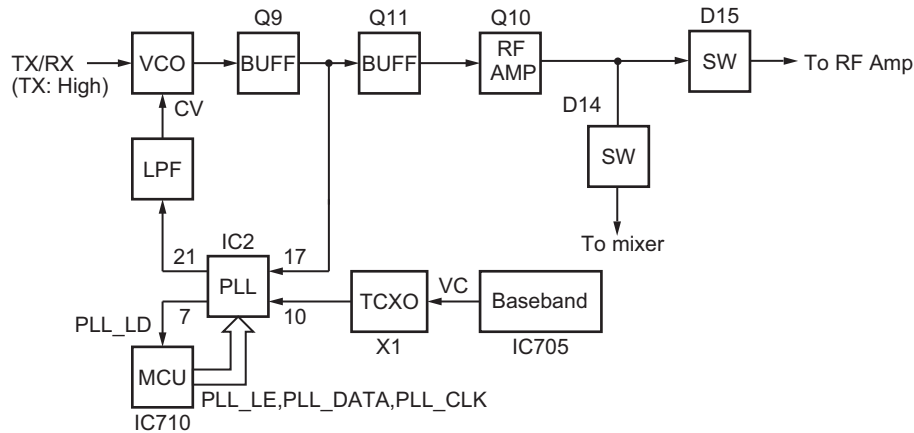 Q9
Q11
Q10
D15
TX/RX
(TX: High)
VCO
BUFF
BUFF
RF
AMP
SW
To RF Amp
CV
D14
LPF
SW
To mixer
IC2
21
17
PLL
7
10
TCXO
VC
Baseband
PLL_LD
X1
IC705
MCU
PLL_LE,PLL_DATA,PLL_CLK
IC710